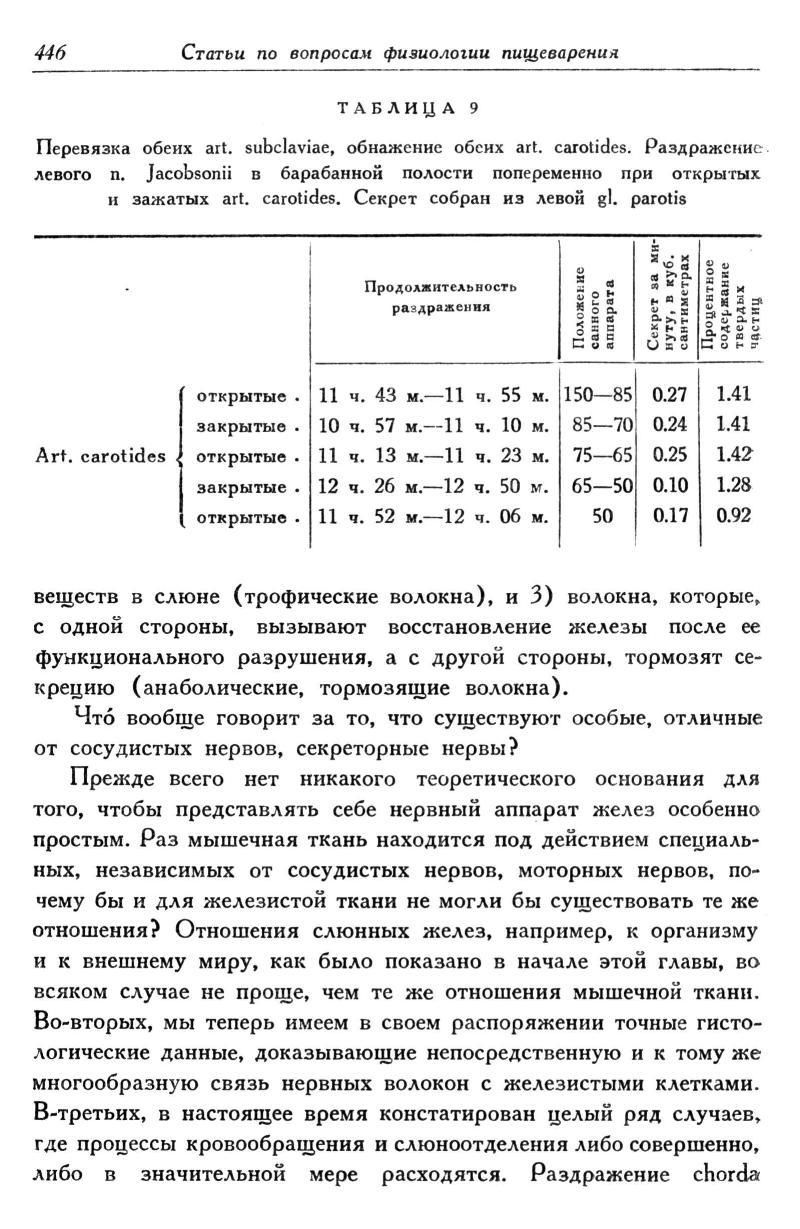 446 Статьи по вопросам физиологии пищеварения
ТАБЛИЦА 9
Перевязка обеих art. subclaviae, обнажение обеих art. carotides. Раздражение
левого n. Jacobsonii в барабанной полости попеременно при открытых
и зажатых art. carotides. Секрет собран из левой gl. parotis
Продолжительность
раздражения
Положение
санного
аппарата
Секрет за ми-
нуту, в куб.
сантиметрах
Процентное
содержание
твердых
частиц
открытые . 11 ч. 43 м.—11 ч. 55 м. 150—85 0.27 1.41
закрытые . 10 ч. 57 м.—11 ч. 10 м. 85—70 0.24 1.41
Art. carotides открытые . 11 ч. 13 м.—11 ч. 23 м. 75—65 0.25 1.42
закрытые . 12 ч. 26 м.—12 ч. 50 м. 65—50 0.10 1.28
открытые . 11 ч. 52 м.—12 ч. 06 м. 50 0.17 0.92
веществ в слюне (трофические волокна), и 3) волокна, которые,
с одной стороны, вызывают восстановление железы после ее
функционального разрушения, а с другой стороны, тормозят се-
крецию (анаболические, тормозящие волокна).
Что́ вообще говорит за то, что существуют особые, отличные
от сосудистых нервов, секреторные нервы?
Прежде всего нет никакого теоретического основания для
того, чтобы представлять себе нервный аппарат желез особенно
простым. Раз мышечная ткань находится под действием специаль-
ных, независимых от сосудистых нервов, моторных нервов, по-
чему бы и для железистой ткани не могли бы существовать те же
отношения? Отношения слюнных желез, например, к организму
и к внешнему миру, как было показано в начале этой главы, во
всяком случае не проще, чем те же отношения мышечной ткани.
Во-вторых, мы теперь имеем в своем распоряжении точные гисто-
логические данные, доказывающие непосредственную и к тому же
многообразную связь нервных волокон с железистыми клетками.
В-третьих, в настоящее время констатирован целый ряд случаев,
где процессы кровообращения и слюноотделения либо совершенно,
либо в значительной мере расходятся. Раздражение chorda